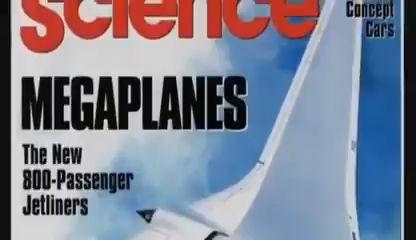 Science
Concept
Cars
MEGAPLANES
The New
800-Passenger
Jetliners